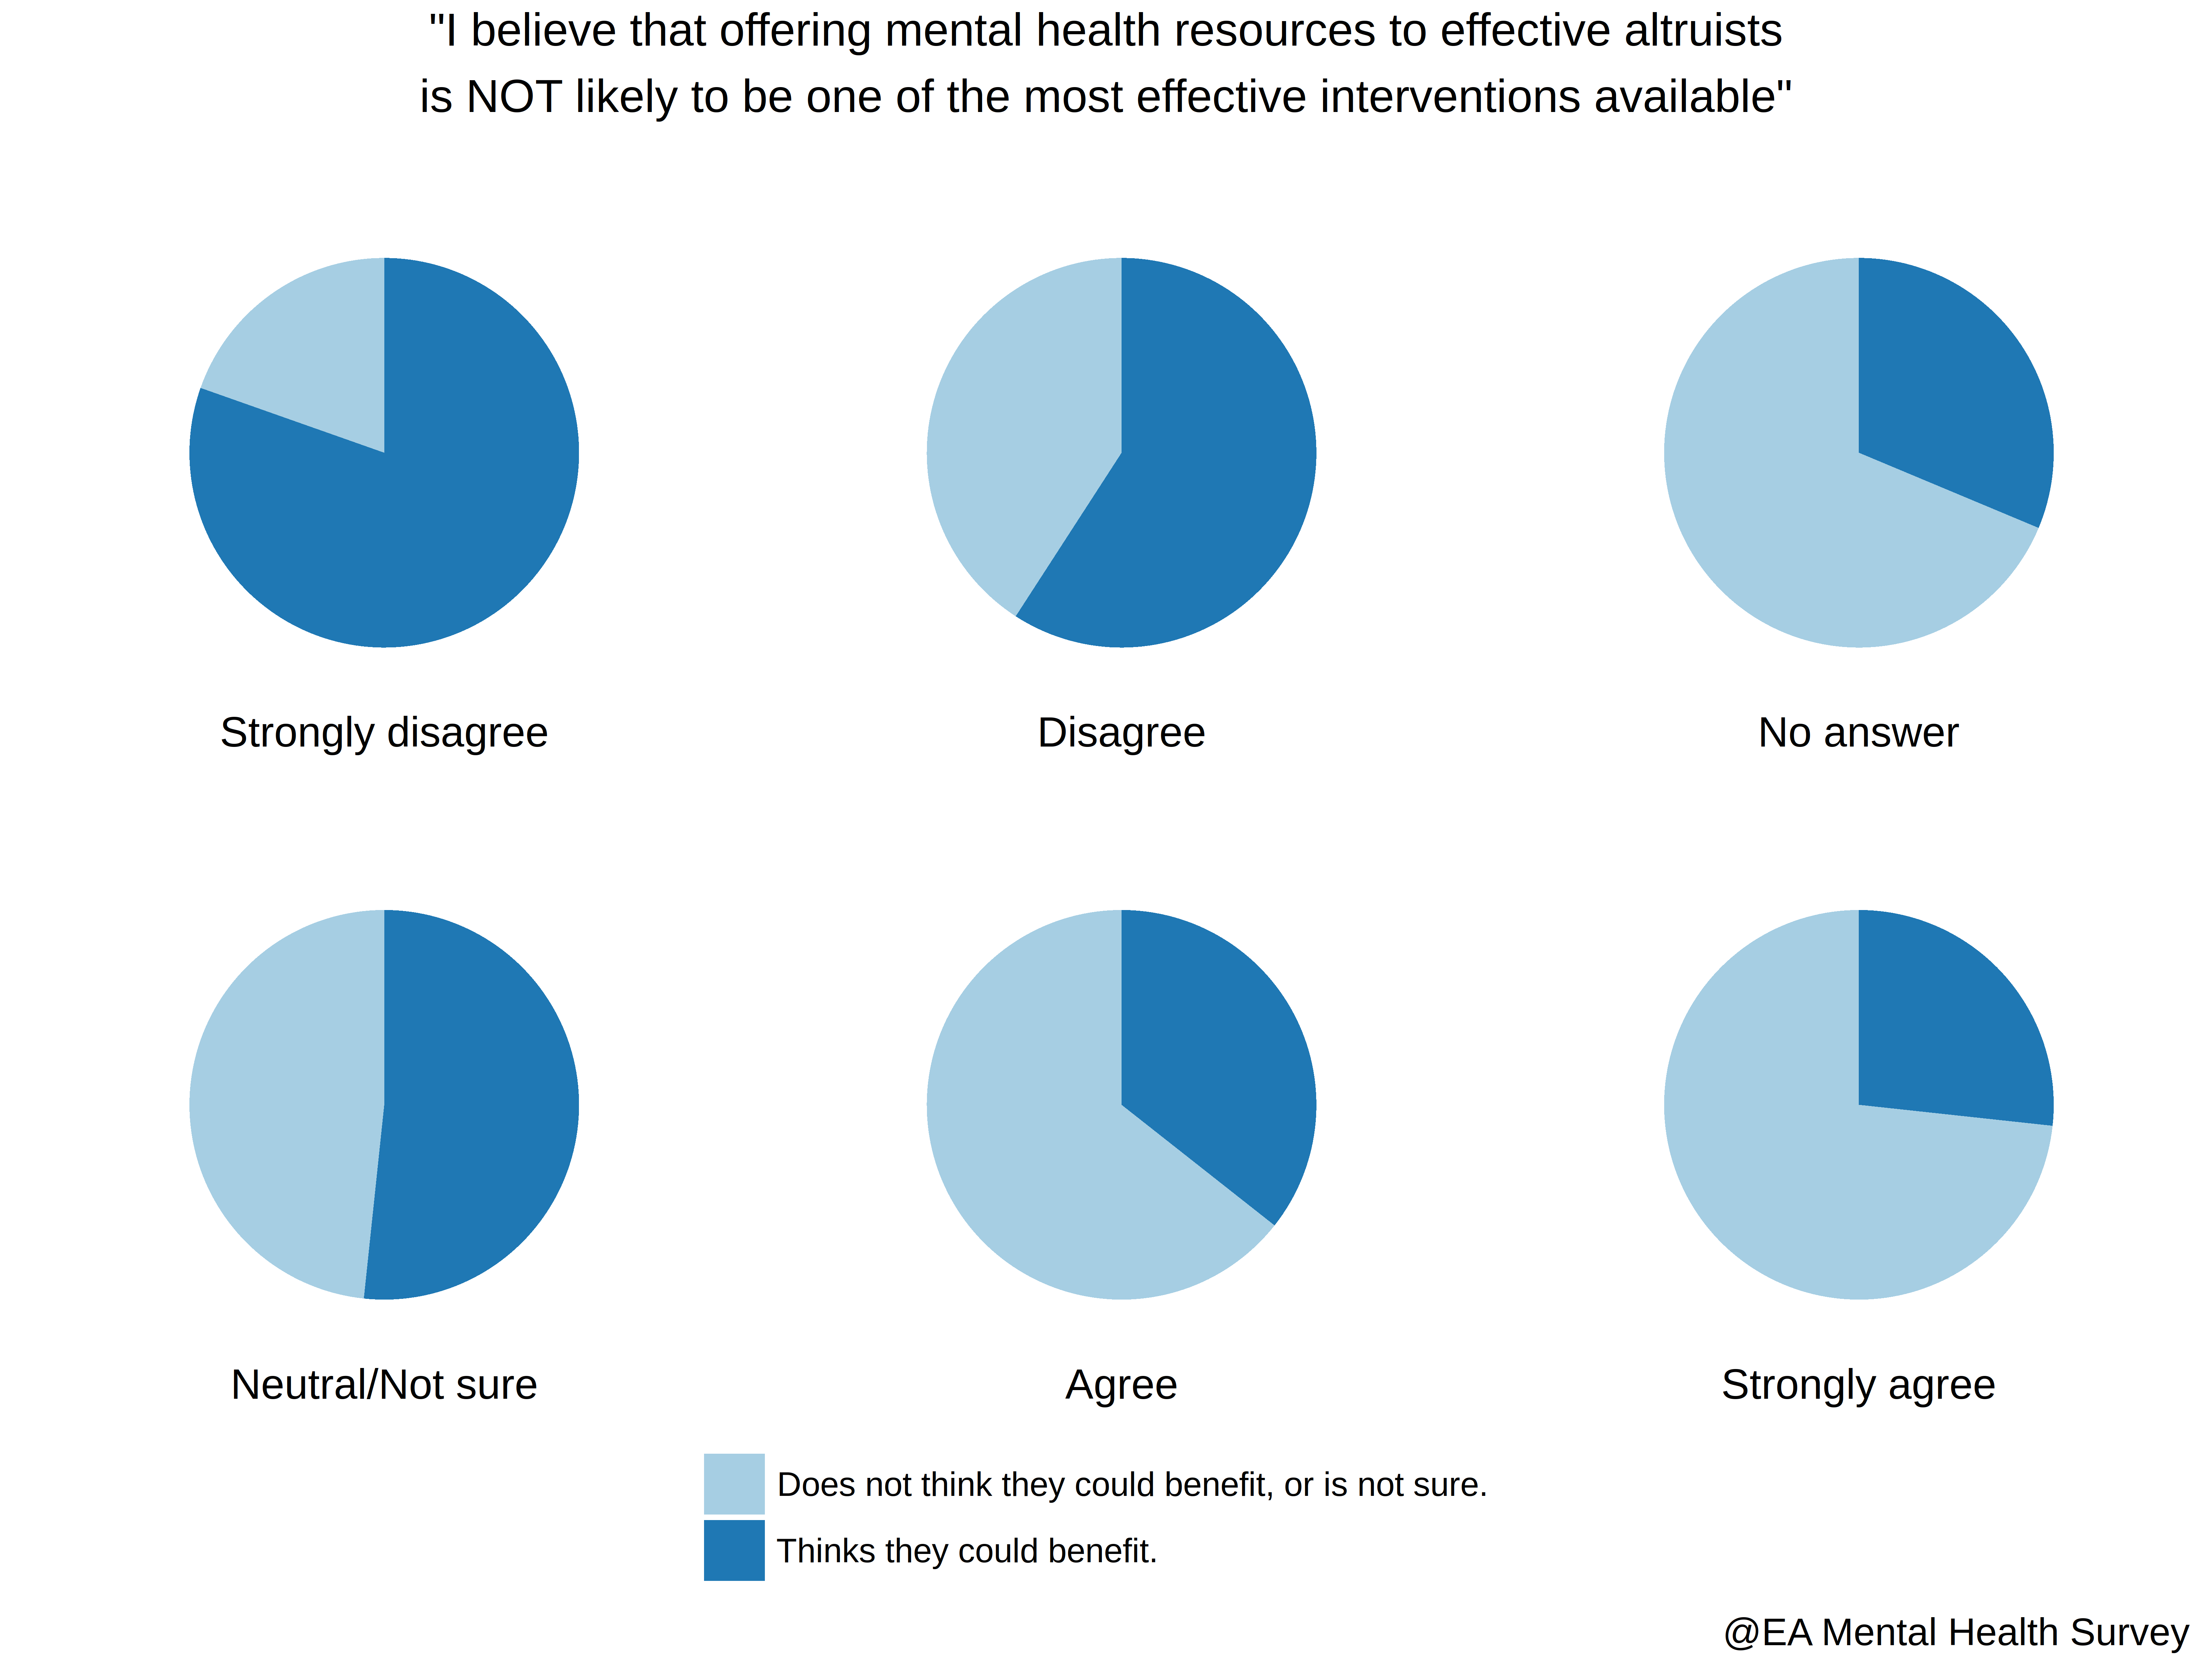 "I believe that offering mental health resources to effective altruists
is NOT likely to be one of the most effective interventions available"
Strongly disagree
Disagree
No answer
Neutral/Not sure
Agree
Strongly agree
Does not think they could benefit, or is not sure.
Thinks they could benefit.
@EA Mental Health Survey